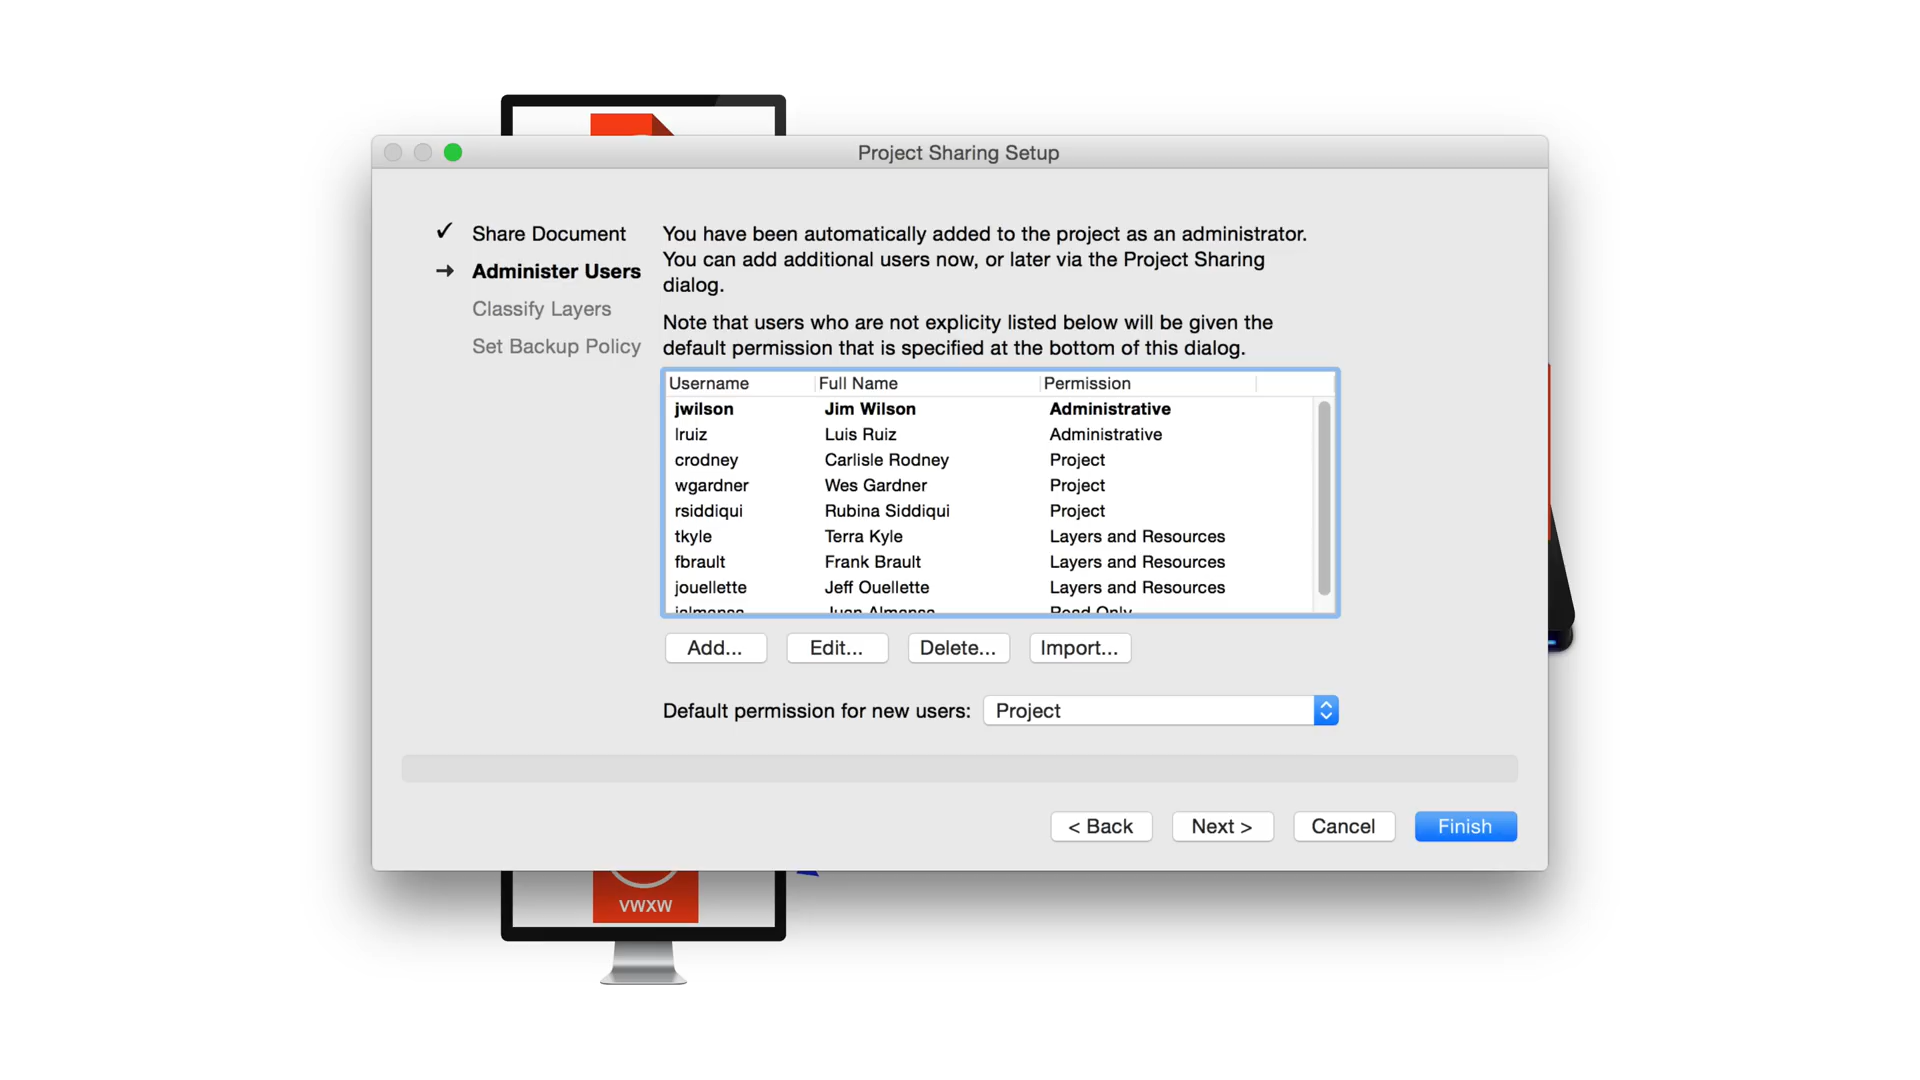 Project Sharing Setup
✓ Share Document
→ Administer Users
Classify Layers
Set Backup Policy
You have been automatically added to the project as an administrator.
You can add additional users now, or later via the Project Sharing
dialog.
Note that users who are not explicity listed below will be given the
default permission that is specified at the bottom of this dialog.
Username Full Name Permission
jwilson Jim Wilson Administrative
lruiz Luis Ruiz Administrative
crodney Carlisle Rodney Project
wgardner Wes Gardner Project
rsiddiqui Rubina Siddiqui Project
tkyle Terra Kyle Layers and Resources
fbrault Frank Brault Layers and Resources
jouellette Jeff Ouellette Layers and Resources
jalmansa Juan Almansa Read Only
Add... Edit... Delete... Import...
Default permission for new users: Project
< Back Next > Cancel Finish
VWXW